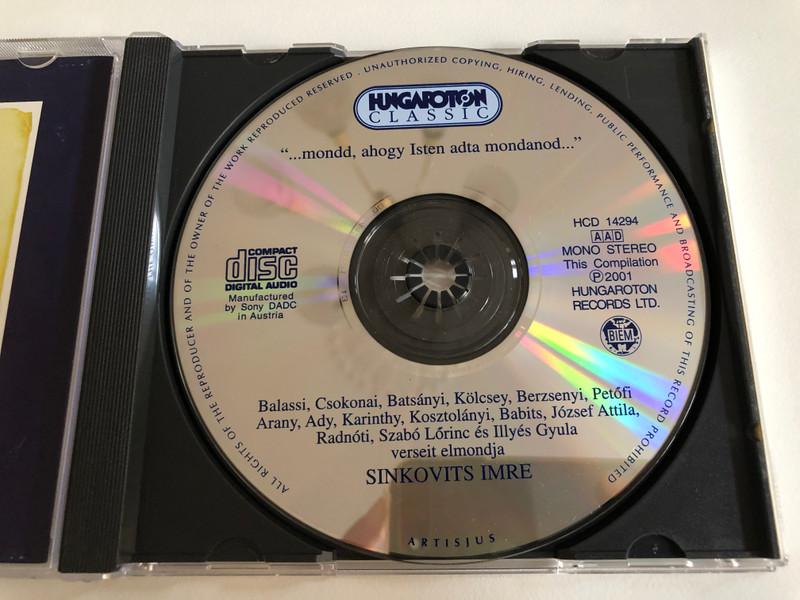 ALL RIGHTS OF THE REPRODUCER AND OF THE OWNER OF THE WORK REPRODUCED RESERVED . UNAUTHORIZED COPYING, HIRING, LENDING, PUBLIC PERFORMANCE AND BROADCASTING OF THIS RECORD PROHIBITED
HUNGAROTON
CLASSIC
“...mondd, ahogy Isten adta mondanod...”
COMPACT
disc
DIGITAL AUDIO
Manufactured
by Sony DADC
in Austria
HCD 14294
AAD
MONO STEREO
This Compilation
Ⓟ 2001
HUNGAROTON
RECORDS LTD.
BIEM
Balassi, Csokonai, Batsányi, Kölcsey, Berzsenyi, Petőfi
Arany, Ady, Karinthy, Kosztolányi, Babits, József Attila,
Radnóti, Szabó Lőrinc és Illyés Gyula
verseit elmondja
SINKOVITS IMRE
ARTISJUS